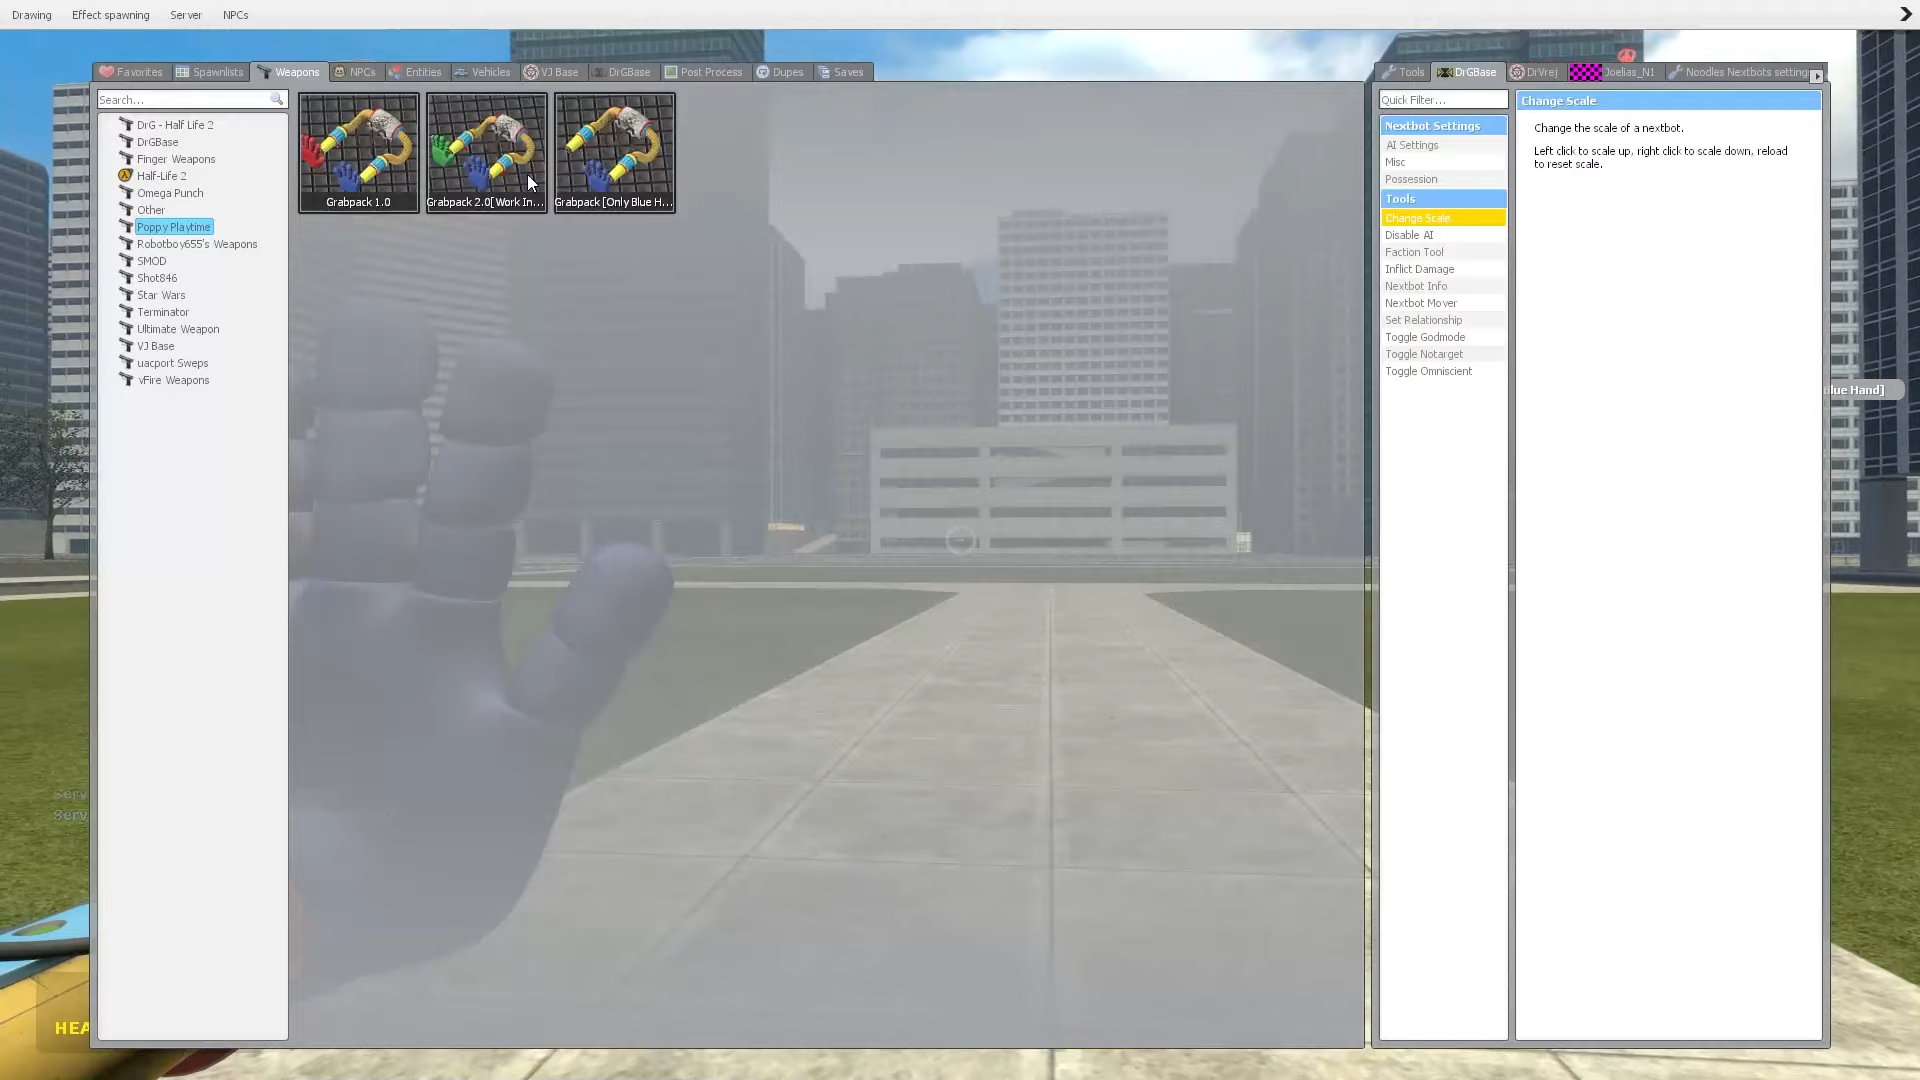 Drawing Effect spawning Server NPCs
Favorites Spawnlists Weapons NPCs Entities Vehicles VJ Base DrGBase Post Process Dupes Saves
Search...
DrG - Half Life 2
DrGBase
Finger Weapons
Half-Life 2
Omega Punch
Other
Poppy Playtime
Robotboy655's Weapons
SMOD
Shot846
Star Wars
Terminator
Ultimate Weapon
VJ Base
uacport Sweps
vFire Weapons
Grabpack 1.0
Grabpack 2.0[Work In...
Grabpack [Only Blue H...
Tools DrGBase DrVrej Joelias_N1 Noodles Nextbots setting
Quick Filter...
Nextbot Settings
AI Settings
Misc
Possession
Tools
Change Scale
Disable AI
Faction Tool
Inflict Damage
Nextbot Info
Nextbot Mover
Set Relationship
Toggle Godmode
Toggle Notarget
Toggle Omniscient
Change Scale
Change the scale of a nextbot.
Left click to scale up, right click to scale down, reload
to reset scale.
Blue Hand]
Serv
Serv
HEA